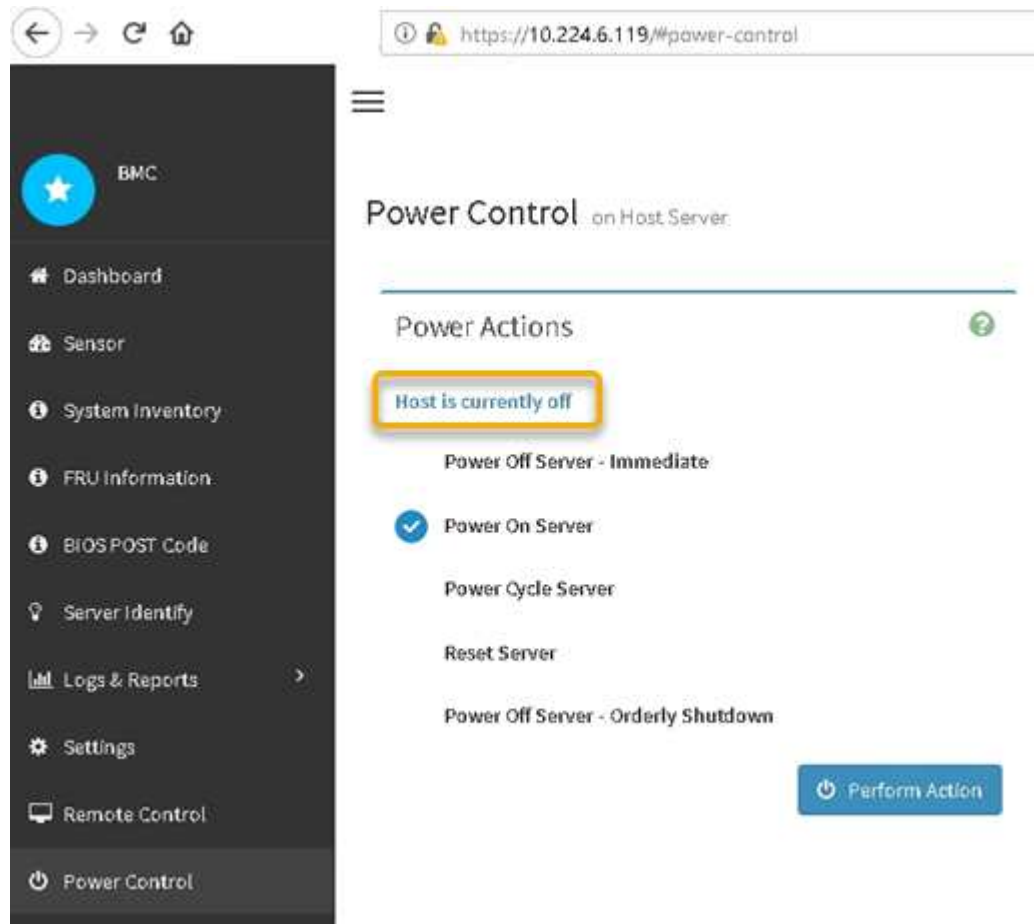 https://10.224.6.119/#power-control
BMC
Dashboard
Sensor
System Inventory
FRU Information
BIOS POST Code
Server Identify
Logs & Reports
Settings
Remote Control
Power Control
Power Control on Host Server
Power Actions
Host is currently off
Power Off Server - Immediate
Power On Server
Power Cycle Server
Reset Server
Power Off Server - Orderly Shutdown
Perform Action